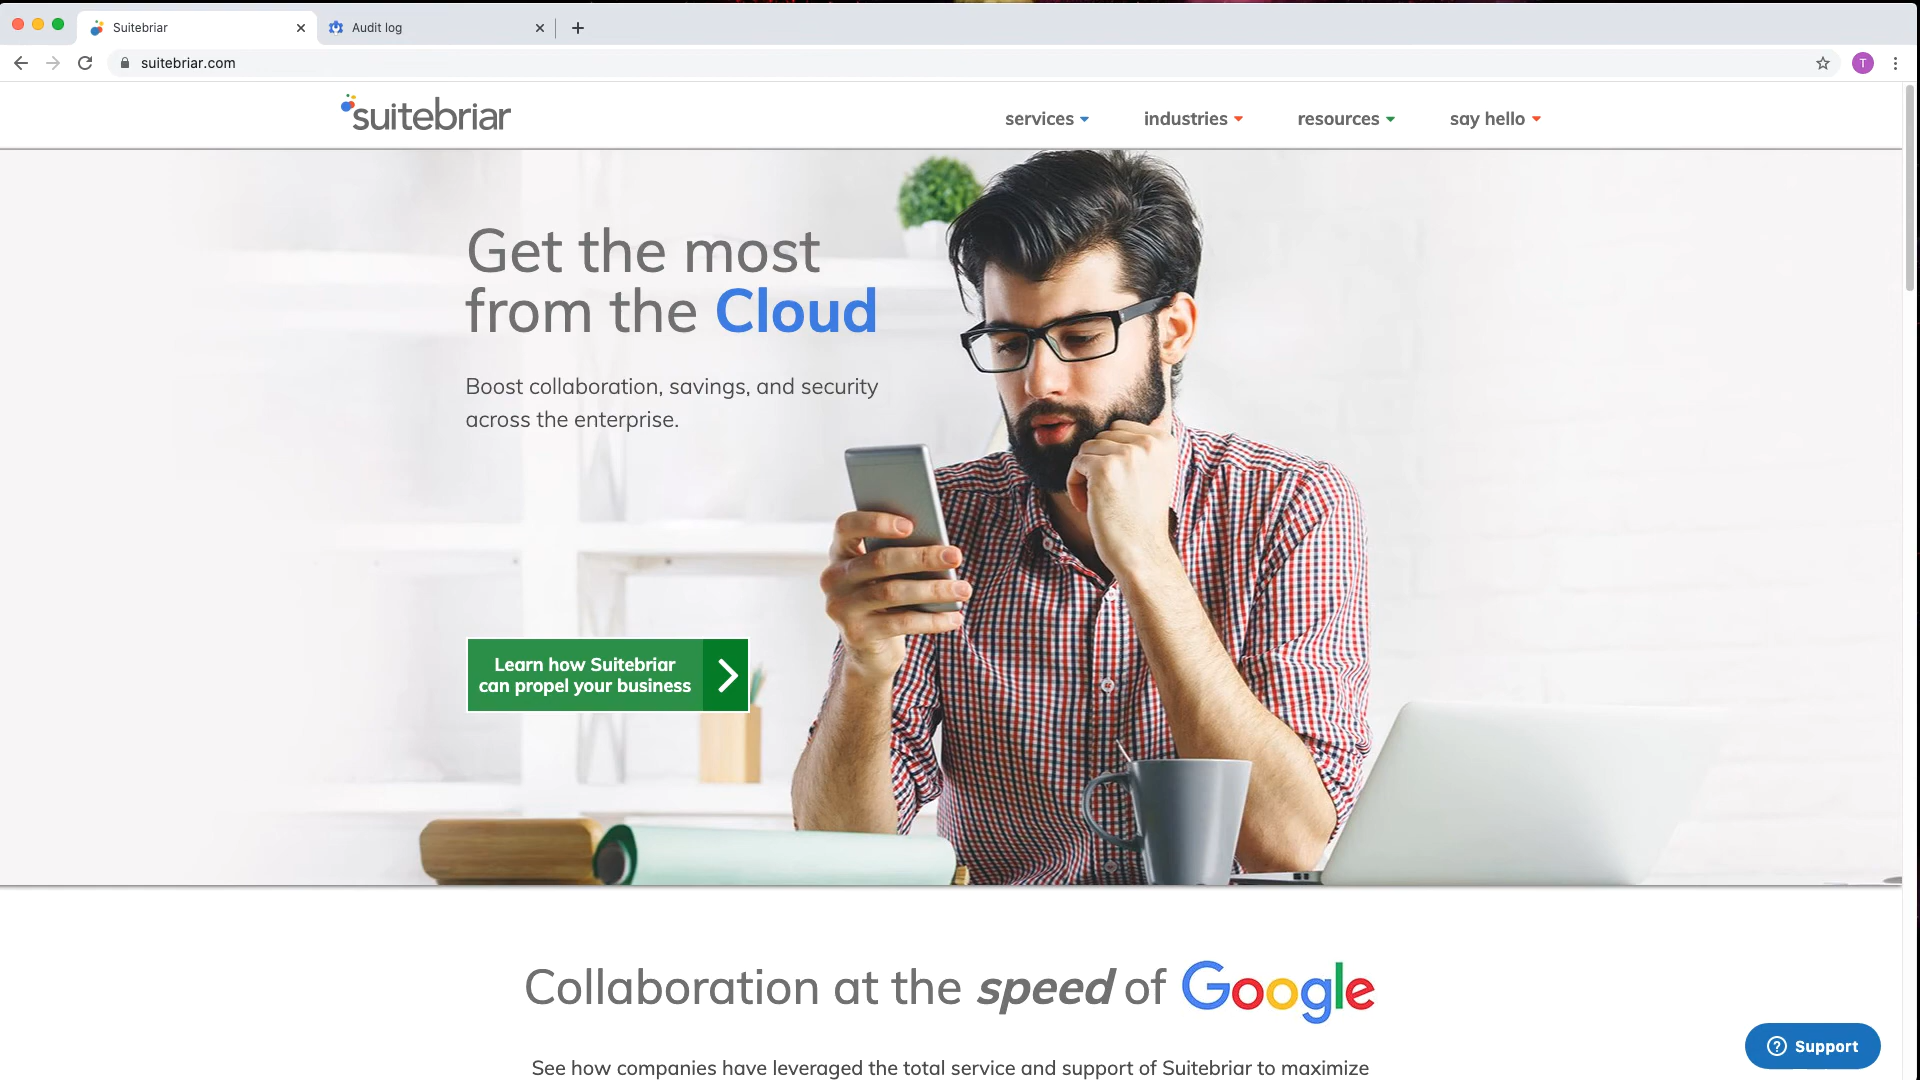 Suitebriar
Audit log
suitebriar.com
T
suitebriar
services
industries
resources
say hello
Get the most
from the Cloud
Boost collaboration, savings, and security
across the enterprise.
Learn how Suitebriar
can propel your business
Collaboration at the speed of Google
See how companies have leveraged the total service and support of Suitebriar to maximize
? Support